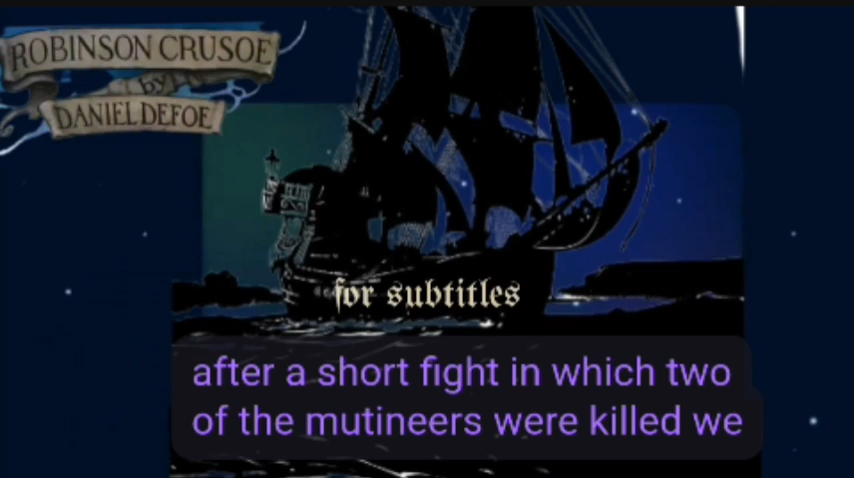 ROBINSON CRUSOE
by
DANIEL DEFOE
for subtitles
after a short fight in which two
of the mutineers were killed we